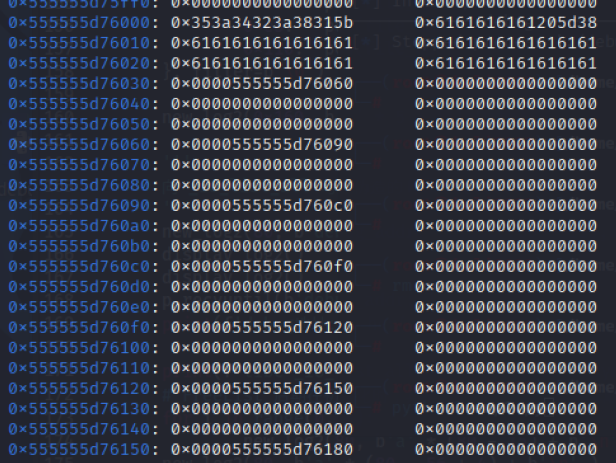 0x555555d75ff0: 0x0000000000000000 0x0000000000000000
0x555555d76000: 0x353a34323a38315b 0x6161616161205d38
0x555555d76010: 0x6161616161616161 0x6161616161616161
0x555555d76020: 0x6161616161616161 0x6161616161616161
0x555555d76030: 0x0000555555d76060 0x0000000000000000
0x555555d76040: 0x0000000000000000 0x0000000000000000
0x555555d76050: 0x0000000000000000 0x0000000000000000
0x555555d76060: 0x0000555555d76090 0x0000000000000000
0x555555d76070: 0x0000000000000000 0x0000000000000000
0x555555d76080: 0x0000000000000000 0x0000000000000000
0x555555d76090: 0x0000555555d760c0 0x0000000000000000
0x555555d760a0: 0x0000000000000000 0x0000000000000000
0x555555d760b0: 0x0000000000000000 0x0000000000000000
0x555555d760c0: 0x0000555555d760f0 0x0000000000000000
0x555555d760d0: 0x0000000000000000 0x0000000000000000
0x555555d760e0: 0x0000000000000000 0x0000000000000000
0x555555d760f0: 0x0000555555d76120 0x0000000000000000
0x555555d76100: 0x0000000000000000 0x0000000000000000
0x555555d76110: 0x0000000000000000 0x0000000000000000
0x555555d76120: 0x0000555555d76150 0x0000000000000000
0x555555d76130: 0x0000000000000000 0x0000000000000000
0x555555d76140: 0x0000000000000000 0x0000000000000000
0x555555d76150: 0x0000555555d76180 0x0000000000000000